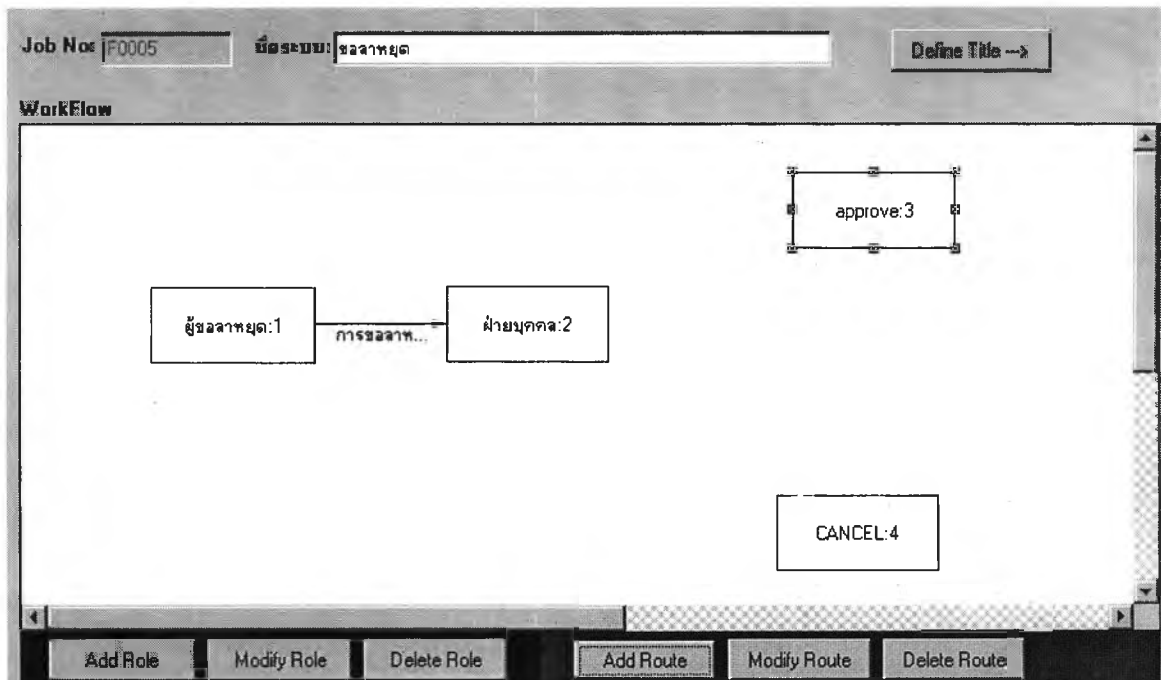 Job No: F0005 ชื่อระบบ: ขอลาหยุด Define Title --->
WorkFlow
approve:3
ผู้ขอลาหยุด:1 การขอลาห... ฝ่ายบุคคล:2
CANCEL:4
Add Role Modify Role Delete Role Add Route Modify Route Delete Route